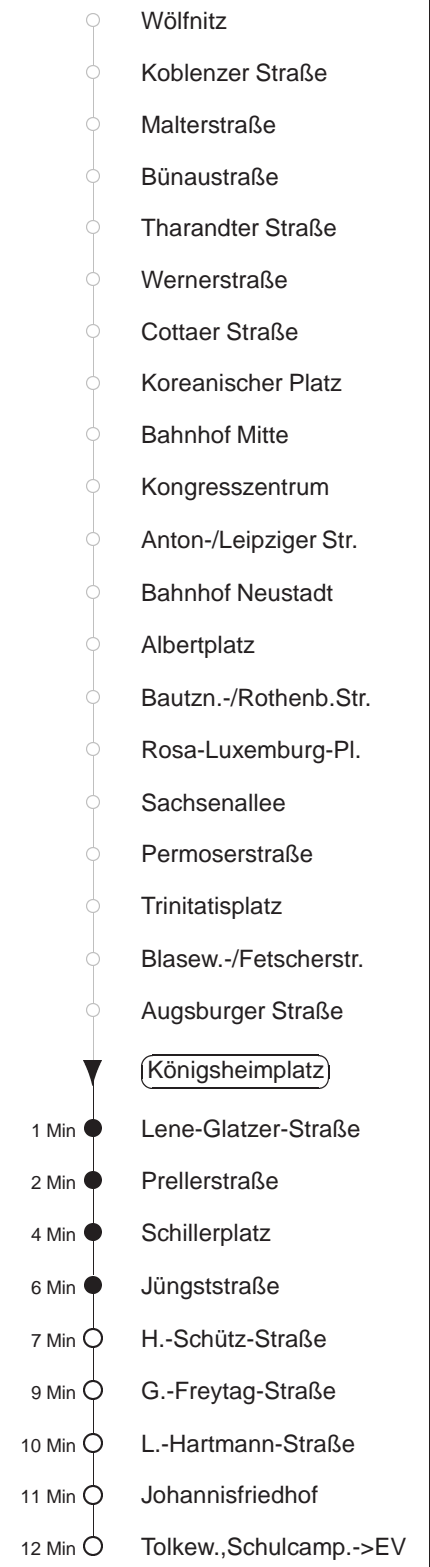 Wölfnitz
Koblenzer Straße
Malterstraße
Bünaustraße
Tharandter Straße
Wernerstraße
Cottaer Straße
Koreanischer Platz
Bahnhof Mitte
Kongresszentrum
Anton-/Leipziger Str.
Bahnhof Neustadt
Albertplatz
Bautzn.-/Rothenb.Str.
Rosa-Luxemburg-Pl.
Sachsenallee
Permoserstraße
Trinitatisplatz
Blasew.-/Fetscherstr.
Augsburger Straße
Königsheimplatz
1 Min Lene-Glatzer-Straße
2 Min Prellerstraße
4 Min Schillerplatz
6 Min Jüngststraße
7 Min H.-Schütz-Straße
9 Min G.-Freytag-Straße
10 Min L.-Hartmann-Straße
11 Min Johannisfriedhof
12 Min Tolkew.,Schulcamp.->EV